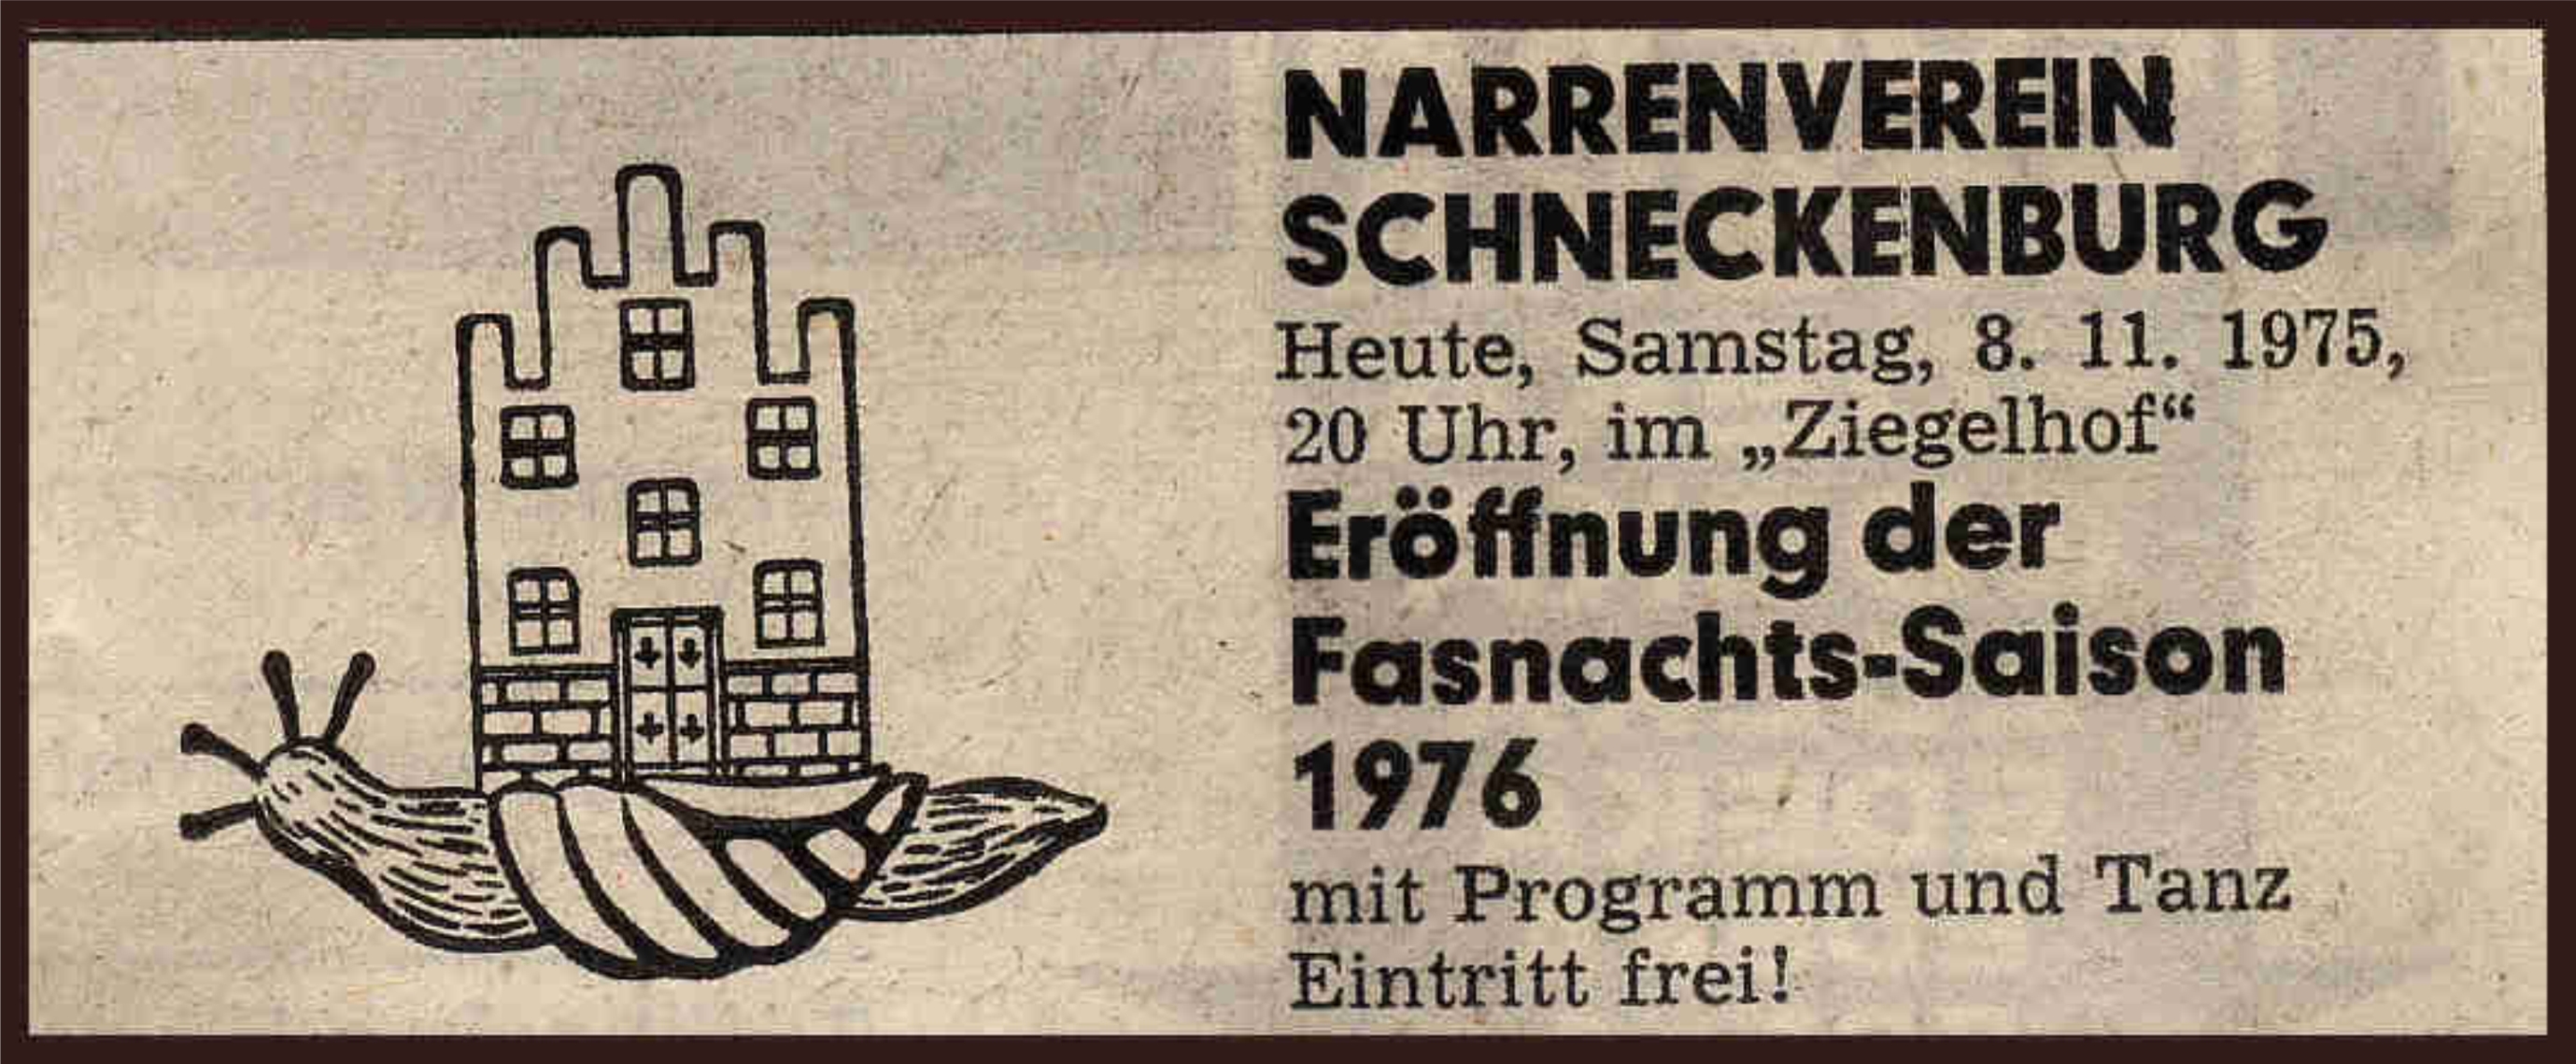 NARRENVEREIN
SCHNECKENBURG
Heute, Samstag, 8. 11. 1975,
20 Uhr, im „Ziegelhof“
Eröffnung der
Fasnachts-Saison
1976
mit Programm und Tanz
Eintritt frei!